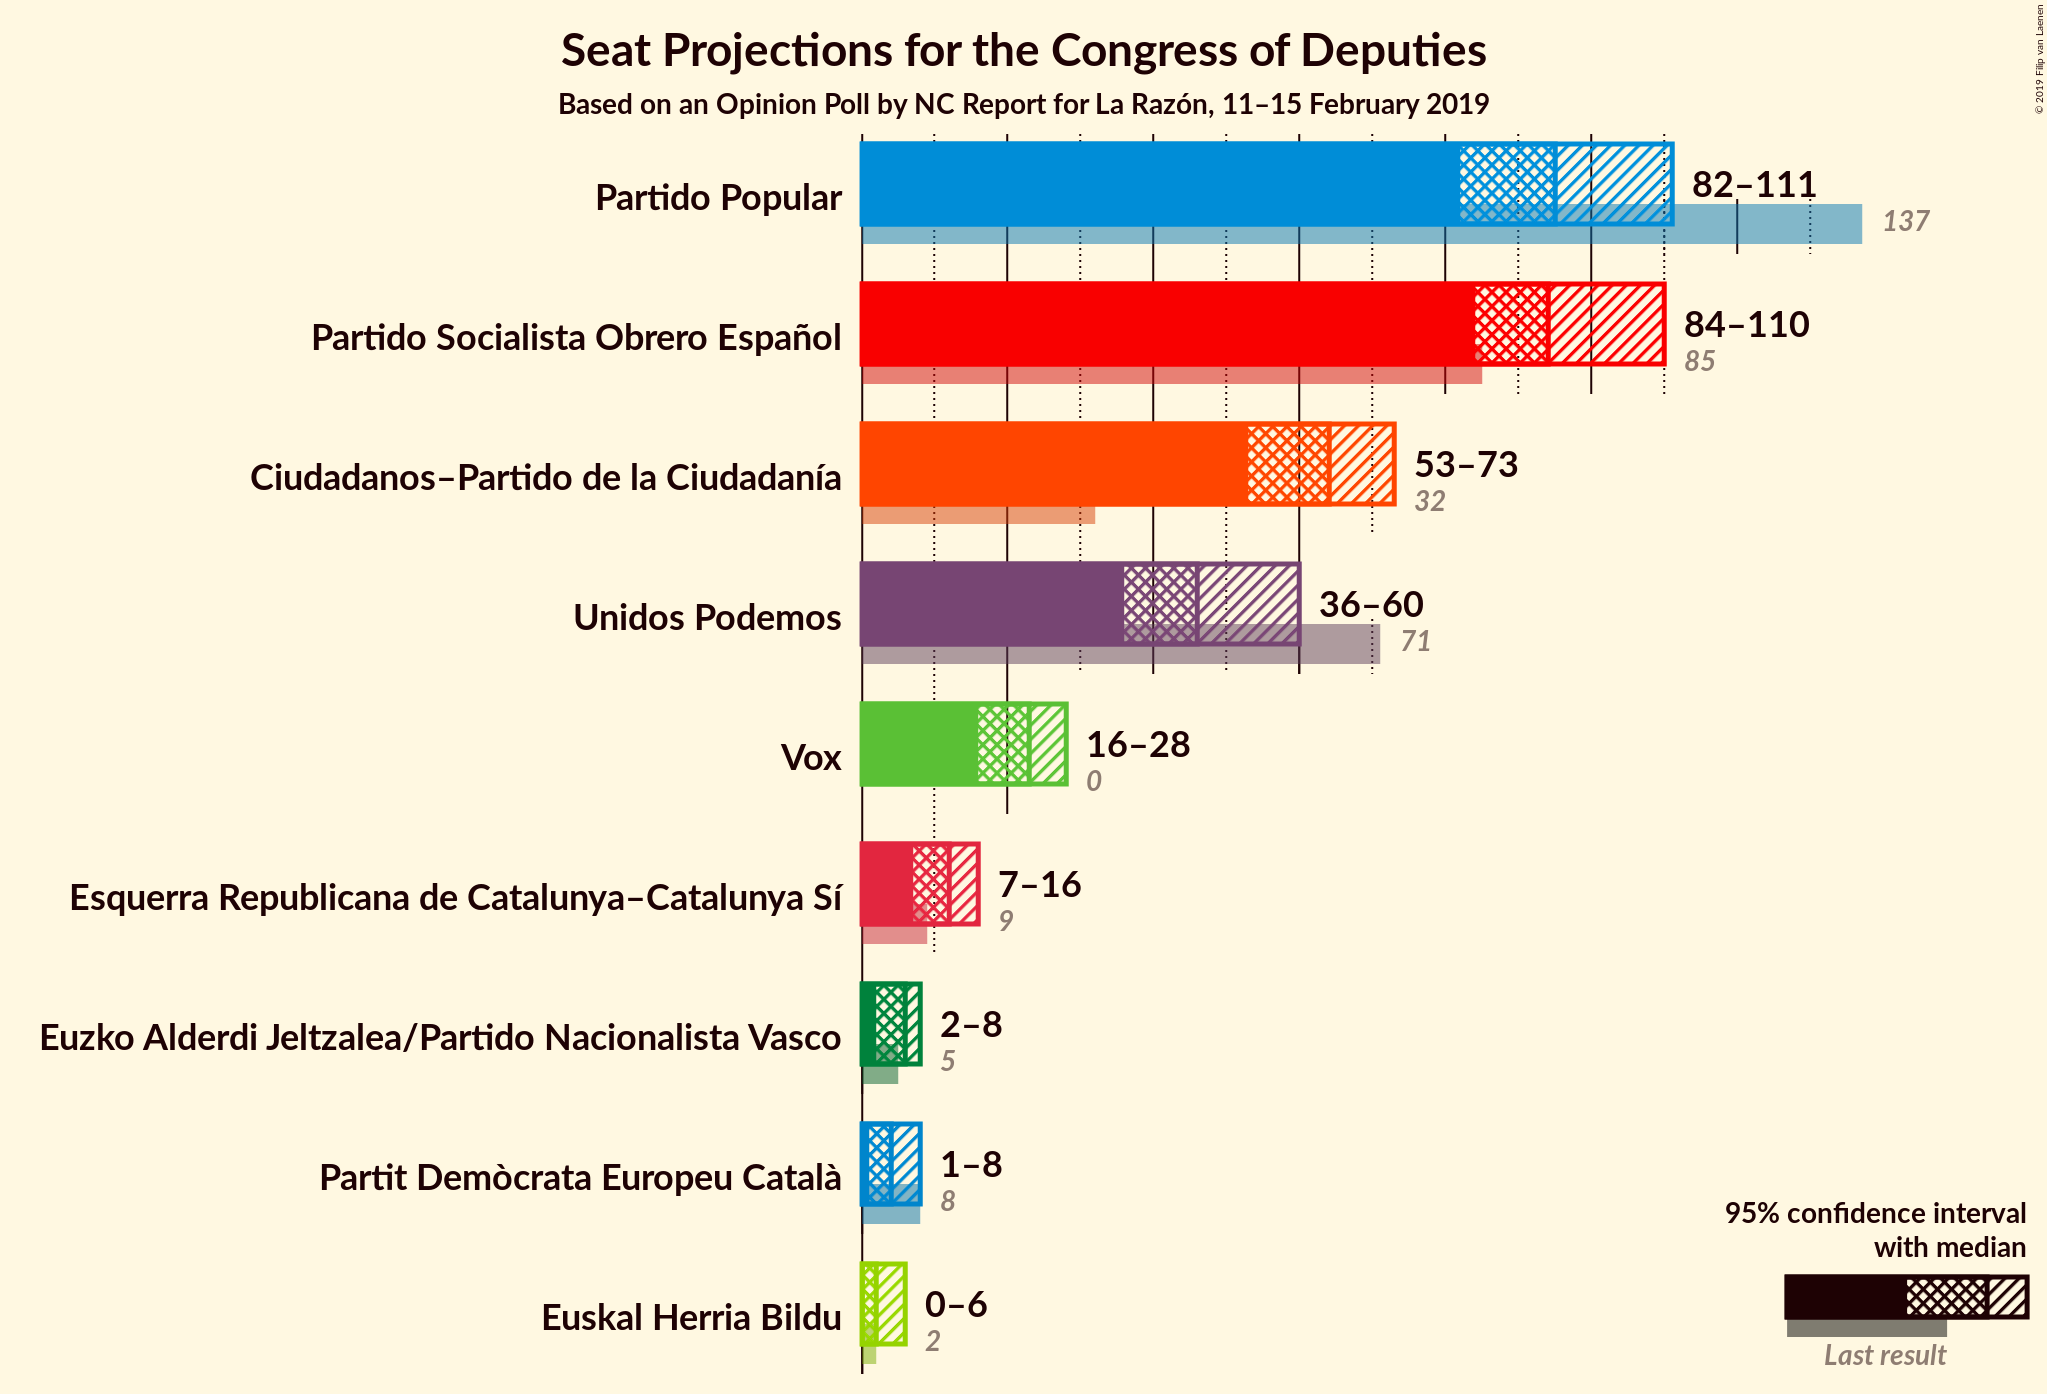 Seat Projections for the Congress of Deputies
Based on an Opinion Poll by NC Report for La Razón, 11–15 February 2019
© 2019 Filip van Laenen
Partido Popular
82–111
137
Partido Socialista Obrero Español
84–110
85
Ciudadanos–Partido de la Ciudadanía
53–73
32
Unidos Podemos
36–60
71
Vox
16–28
0
Esquerra Republicana de Catalunya–Catalunya Sí
7–16
9
Euzko Alderdi Jeltzalea/Partido Nacionalista Vasco
2–8
5
Partit Demòcrata Europeu Català
1–8
8
Euskal Herria Bildu
0–6
2
95% confidence interval
with median
Last result